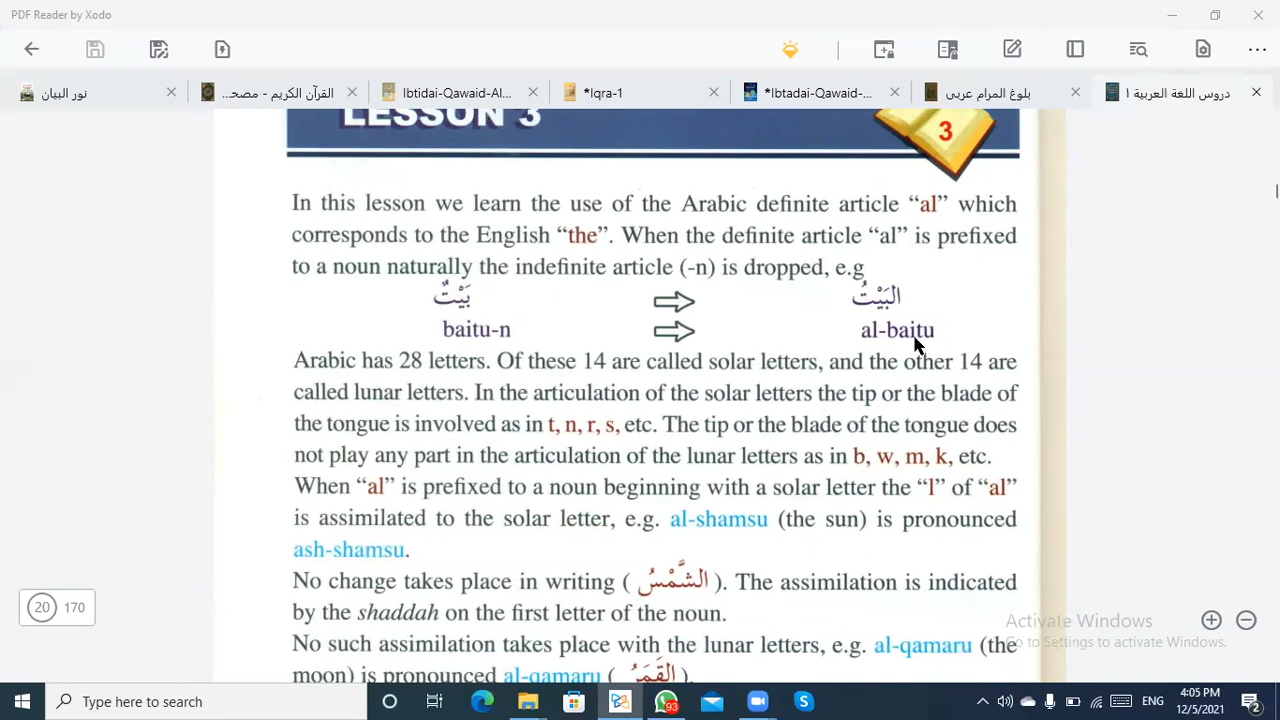 PDF Reader by Xodo
نور البيان
القرآن الكريم - مصحـ...
Ibtidai-Qawaid-Al...
*Iqra-1
*Ibtadai-Qawaid-...
بلوغ المرام عربى
دروس اللغة العربية ١
LESSON 3
3
In this lesson we learn the use of the Arabic definite article “al” which
corresponds to the English “the”. When the definite article “al” is prefixed
to a noun naturally the indefinite article (-n) is dropped, e.g
بَيْتٌ ⇨ البَيْتُ
baitu-n ⇨ al-baitu
Arabic has 28 letters. Of these 14 are called solar letters, and the other 14 are
called lunar letters. In the articulation of the solar letters the tip or the blade of
the tongue is involved as in t, n, r, s, etc. The tip or the blade of the tongue does
not play any part in the articulation of the lunar letters as in b, w, m, k, etc.
When “al” is prefixed to a noun beginning with a solar letter the “l” of “al”
is assimilated to the solar letter, e.g. al-shamsu (the sun) is pronounced
ash-shamsu.
No change takes place in writing ( الشَّمْسُ ). The assimilation is indicated
by the shaddah on the first letter of the noun.
No such assimilation takes place with the lunar letters, e.g. al-qamaru (the
moon) is pronounced al-qamaru ( القَمَرُ ).
20 170
Activate Windows
Go to Settings to activate Windows.
Type here to search
93
ENG
4:05 PM
12/5/2021
2